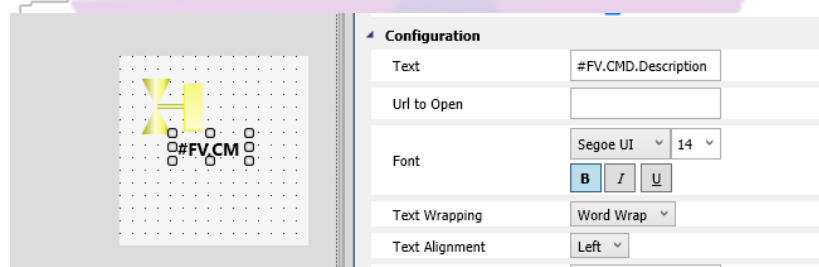 Configuration
Text #FV.CMD.Description
Url to Open
Font Segoe UI 14
B I U
Text Wrapping Word Wrap
Text Alignment Left
#FV.CM